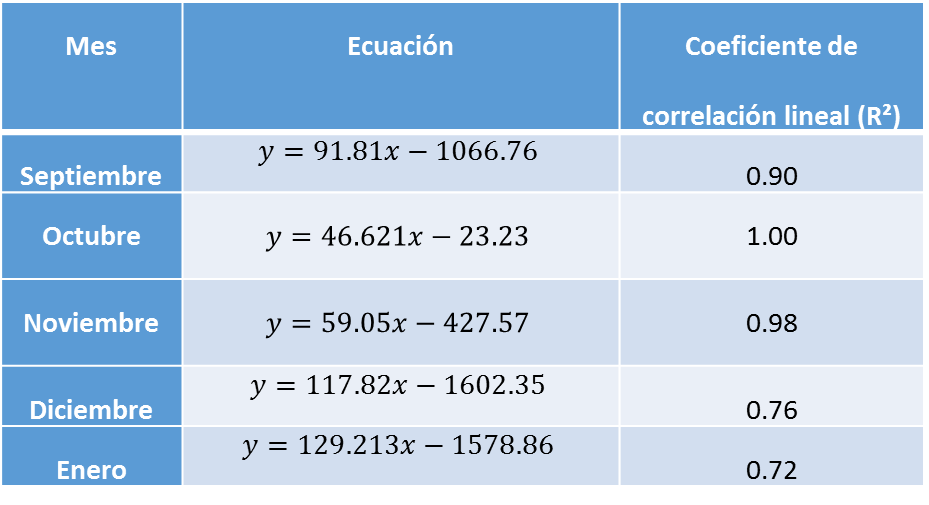 Mes
Ecuación
Coeficiente de
correlación lineal (R²)
Septiembre
y = 91.81x − 1066.76
0.90
Octubre
y = 46.621x − 23.23
1.00
Noviembre
y = 59.05x − 427.57
0.98
Diciembre
y = 117.82x − 1602.35
0.76
Enero
y = 129.213x − 1578.86
0.72